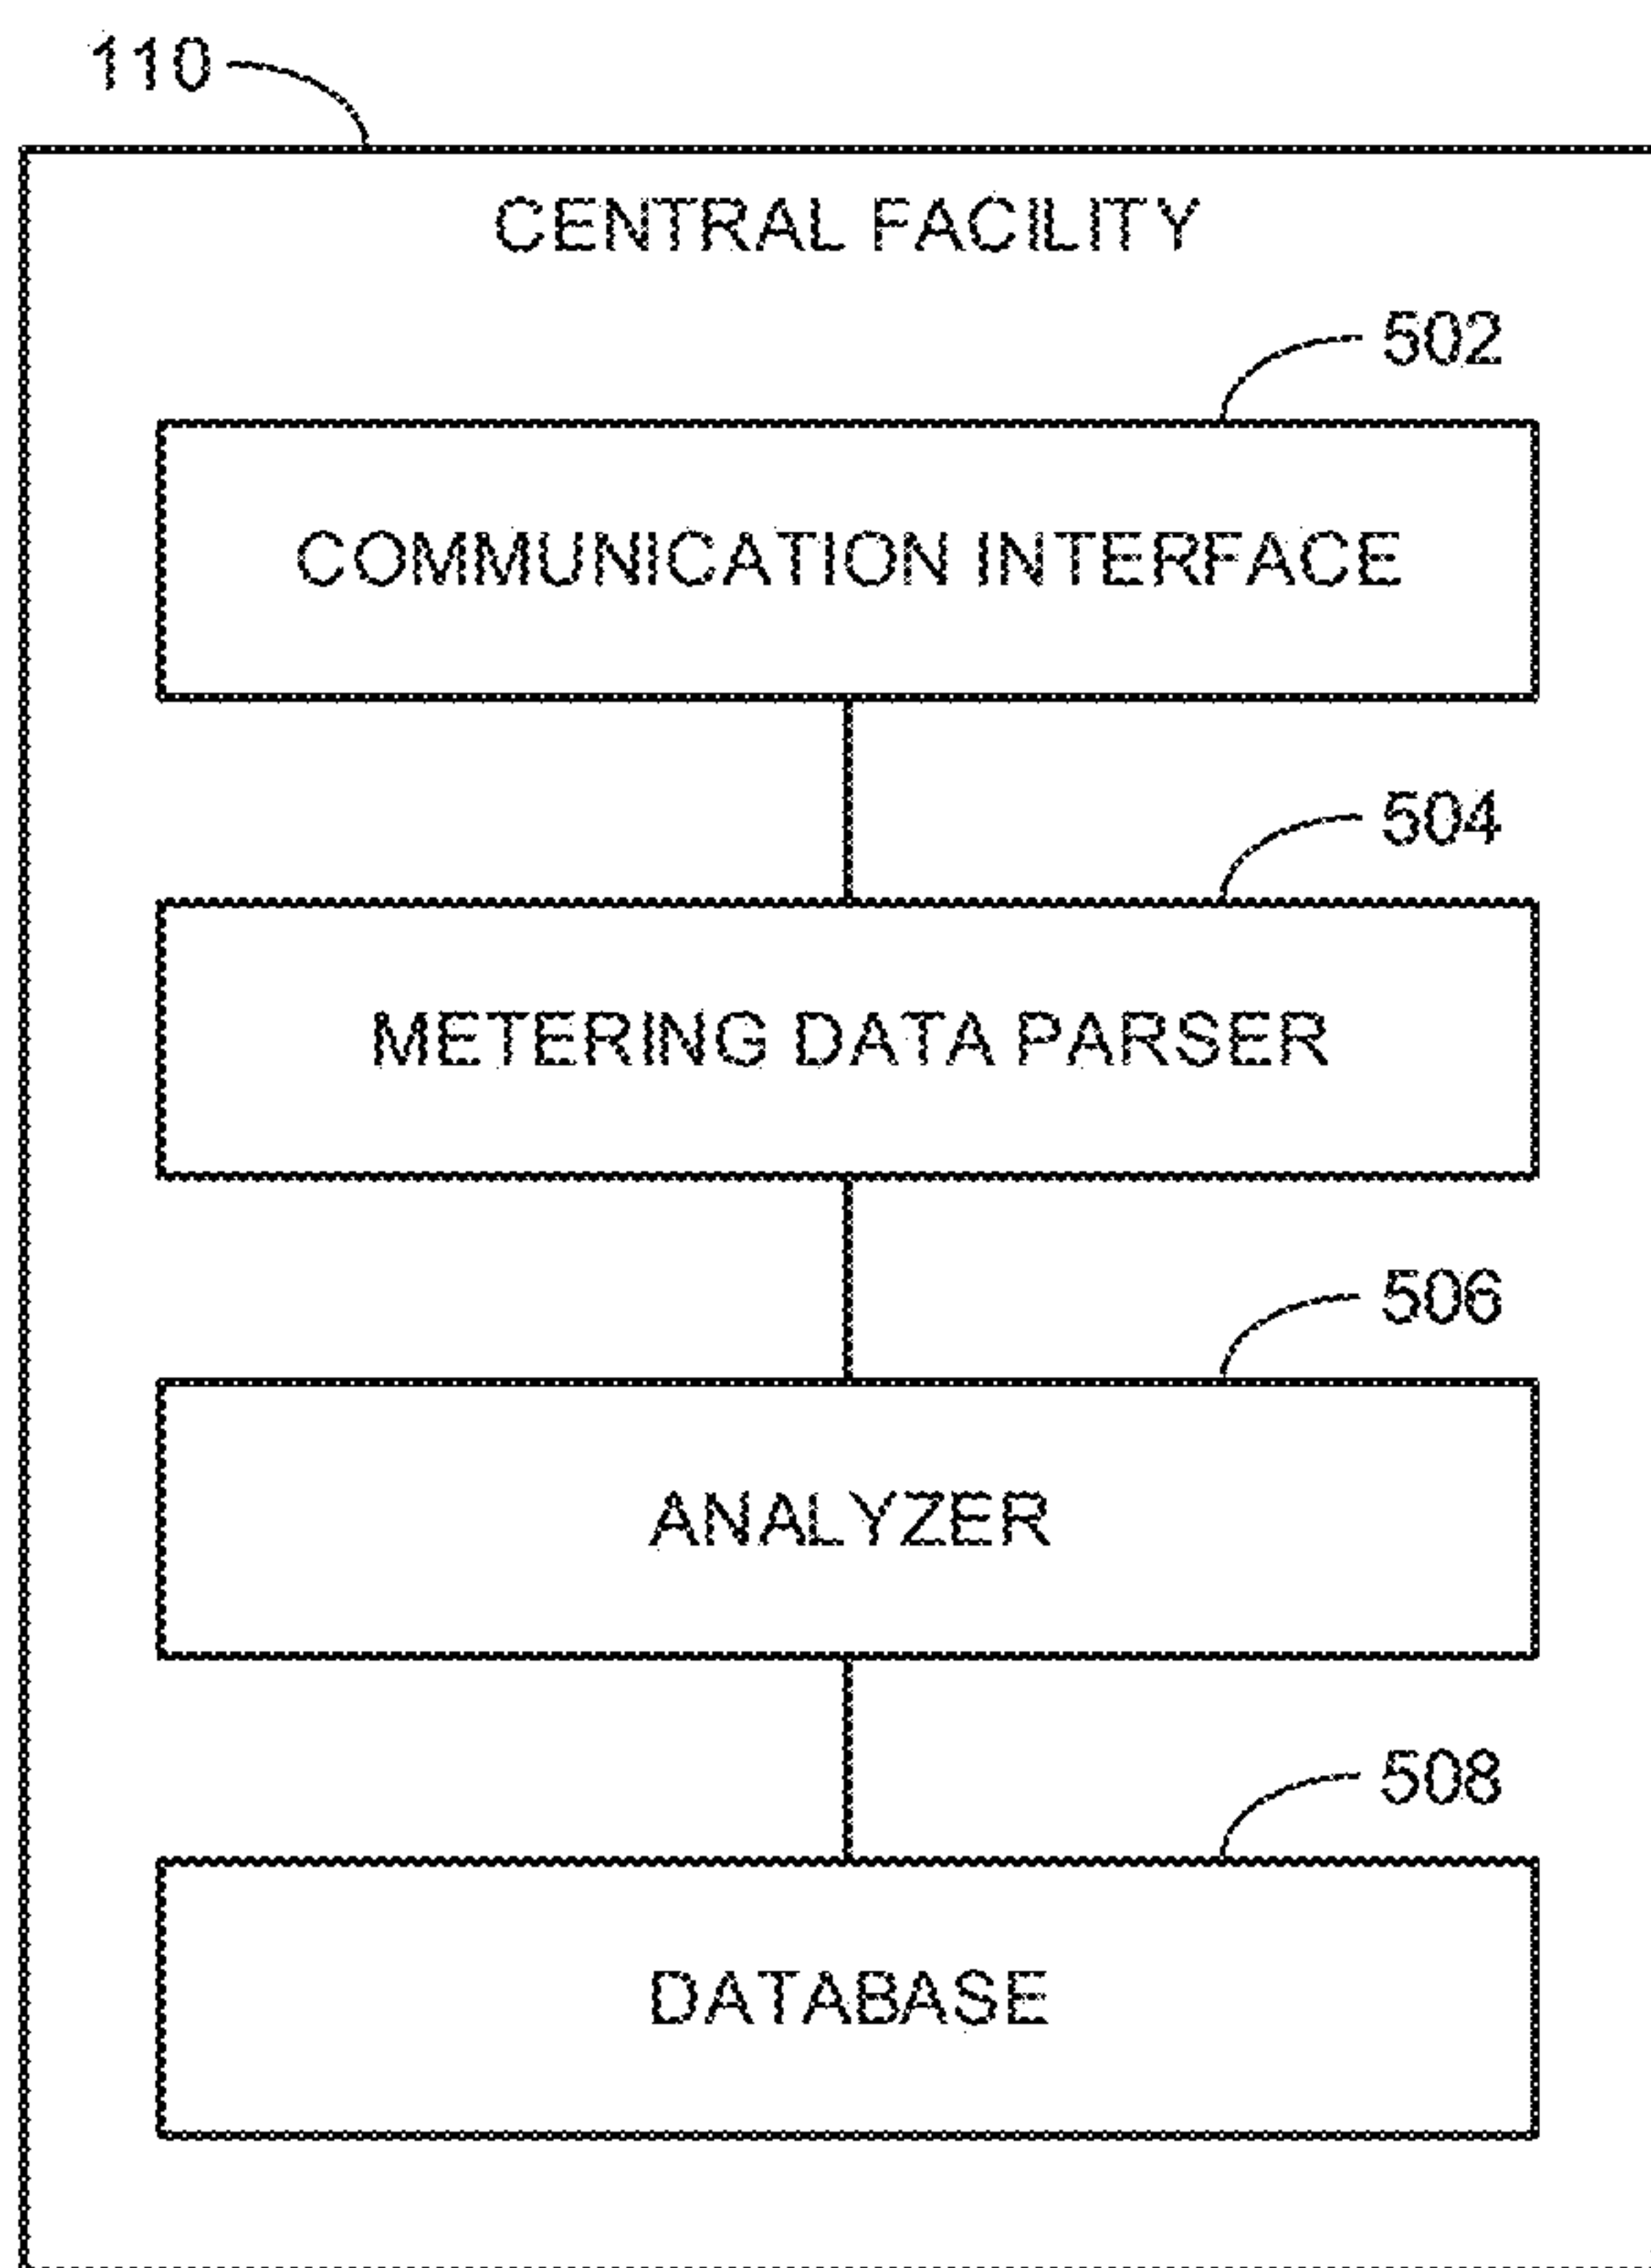 110
CENTRAL FACILITY
502
COMMUNICATION INTERFACE
504
METERING DATA PARSER
506
ANALYZER
508
DATABASE